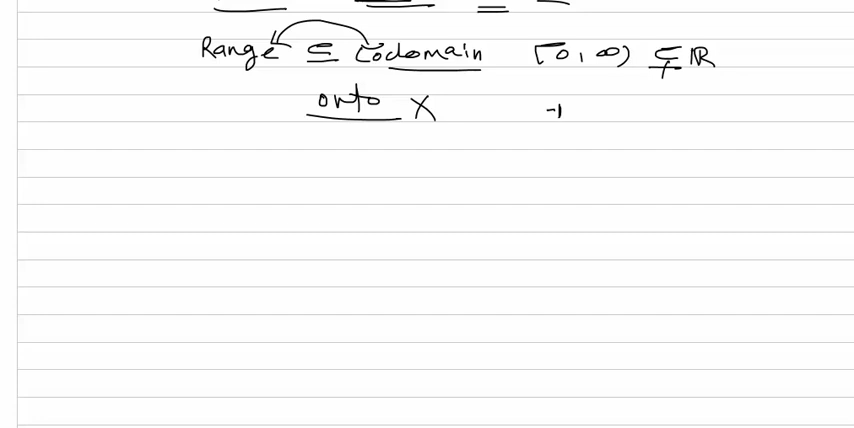 Range ⊆ Codomain [0, ∞) ⊊ ℝ
onto X -1